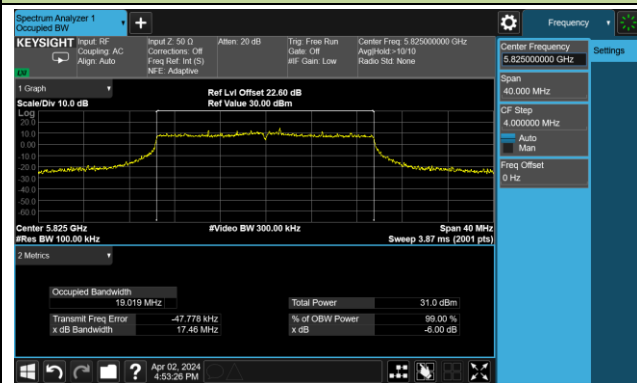 Spectrum Analyzer 1
Occupied BW
+
Frequency
KEYSIGHT
Input: RF
Coupling: AC
Align: Auto
Input Z: 50 Ω
Corrections: Off
Freq Ref: Int (S)
NFE: Adaptive
Atten: 20 dB
Trig: Free Run
Gate: Off
#IF Gain: Low
Center Freq: 5.825000000 GHz
Avg|Hold:>10/10
Radio Std: None
LM
Center Frequency
5.825000000 GHz
Settings
Span
40.000 MHz
CF Step
4.000000 MHz
Auto
Man
Freq Offset
0 Hz
1 Graph
Scale/Div 10.0 dB
Ref Lvl Offset 22.60 dB
Ref Value 30.00 dBm
Log
20.0
10.0
0.00
-10.0
-20.0
-30.0
-40.0
-50.0
-60.0
Center 5.825 GHz
#Res BW 100.00 kHz
#Video BW 300.00 kHz
Span 40 MHz
Sweep 3.87 ms (2001 pts)
2 Metrics
Occupied Bandwidth
19.019 MHz
Total Power 31.0 dBm
Transmit Freq Error -47.778 kHz
% of OBW Power 99.00 %
x dB Bandwidth 17.46 MHz
x dB -6.00 dB
?
Apr 02, 2024
4:53:26 PM